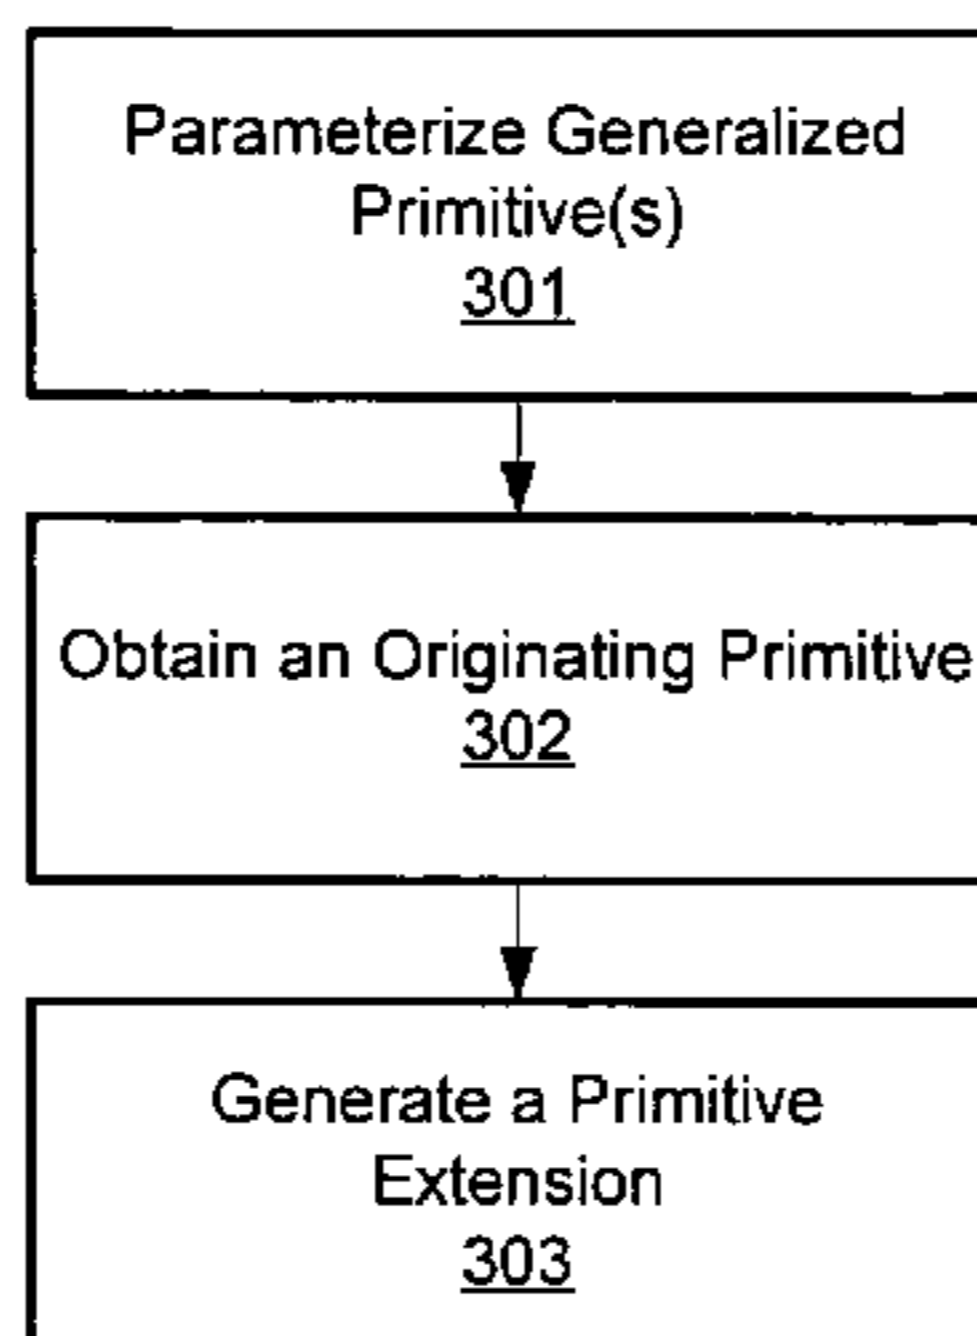 Parameterize Generalized
Primitive(s)
301
Obtain an Originating Primitive
302
Generate a Primitive
Extension
303